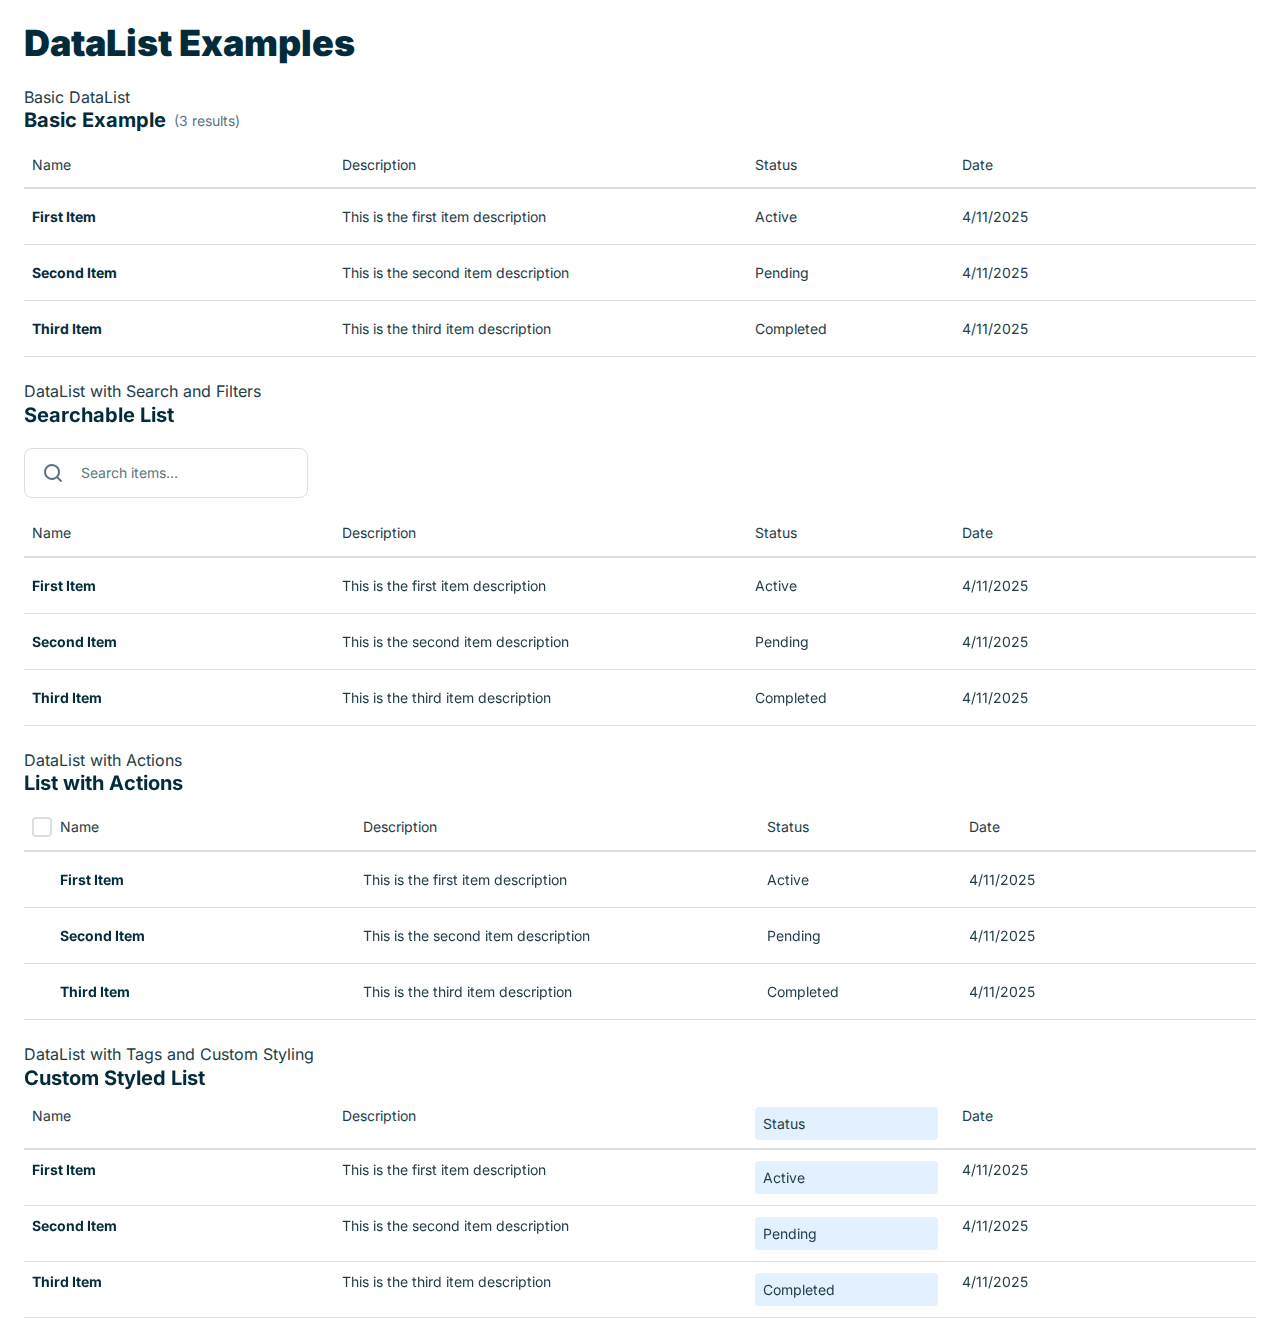 DataList Examples
Basic DataList
Basic Example (3 results)
Name Description Status Date
First Item This is the first item description Active 4/11/2025
Second Item This is the second item description Pending 4/11/2025
Third Item This is the third item description Completed 4/11/2025
DataList with Search and Filters
Searchable List
Search items...
Name Description Status Date
First Item This is the first item description Active 4/11/2025
Second Item This is the second item description Pending 4/11/2025
Third Item This is the third item description Completed 4/11/2025
DataList with Actions
List with Actions
Name Description Status Date
First Item This is the first item description Active 4/11/2025
Second Item This is the second item description Pending 4/11/2025
Third Item This is the third item description Completed 4/11/2025
DataList with Tags and Custom Styling
Custom Styled List
Name Description Status Date
First Item This is the first item description Active 4/11/2025
Second Item This is the second item description Pending 4/11/2025
Third Item This is the third item description Completed 4/11/2025